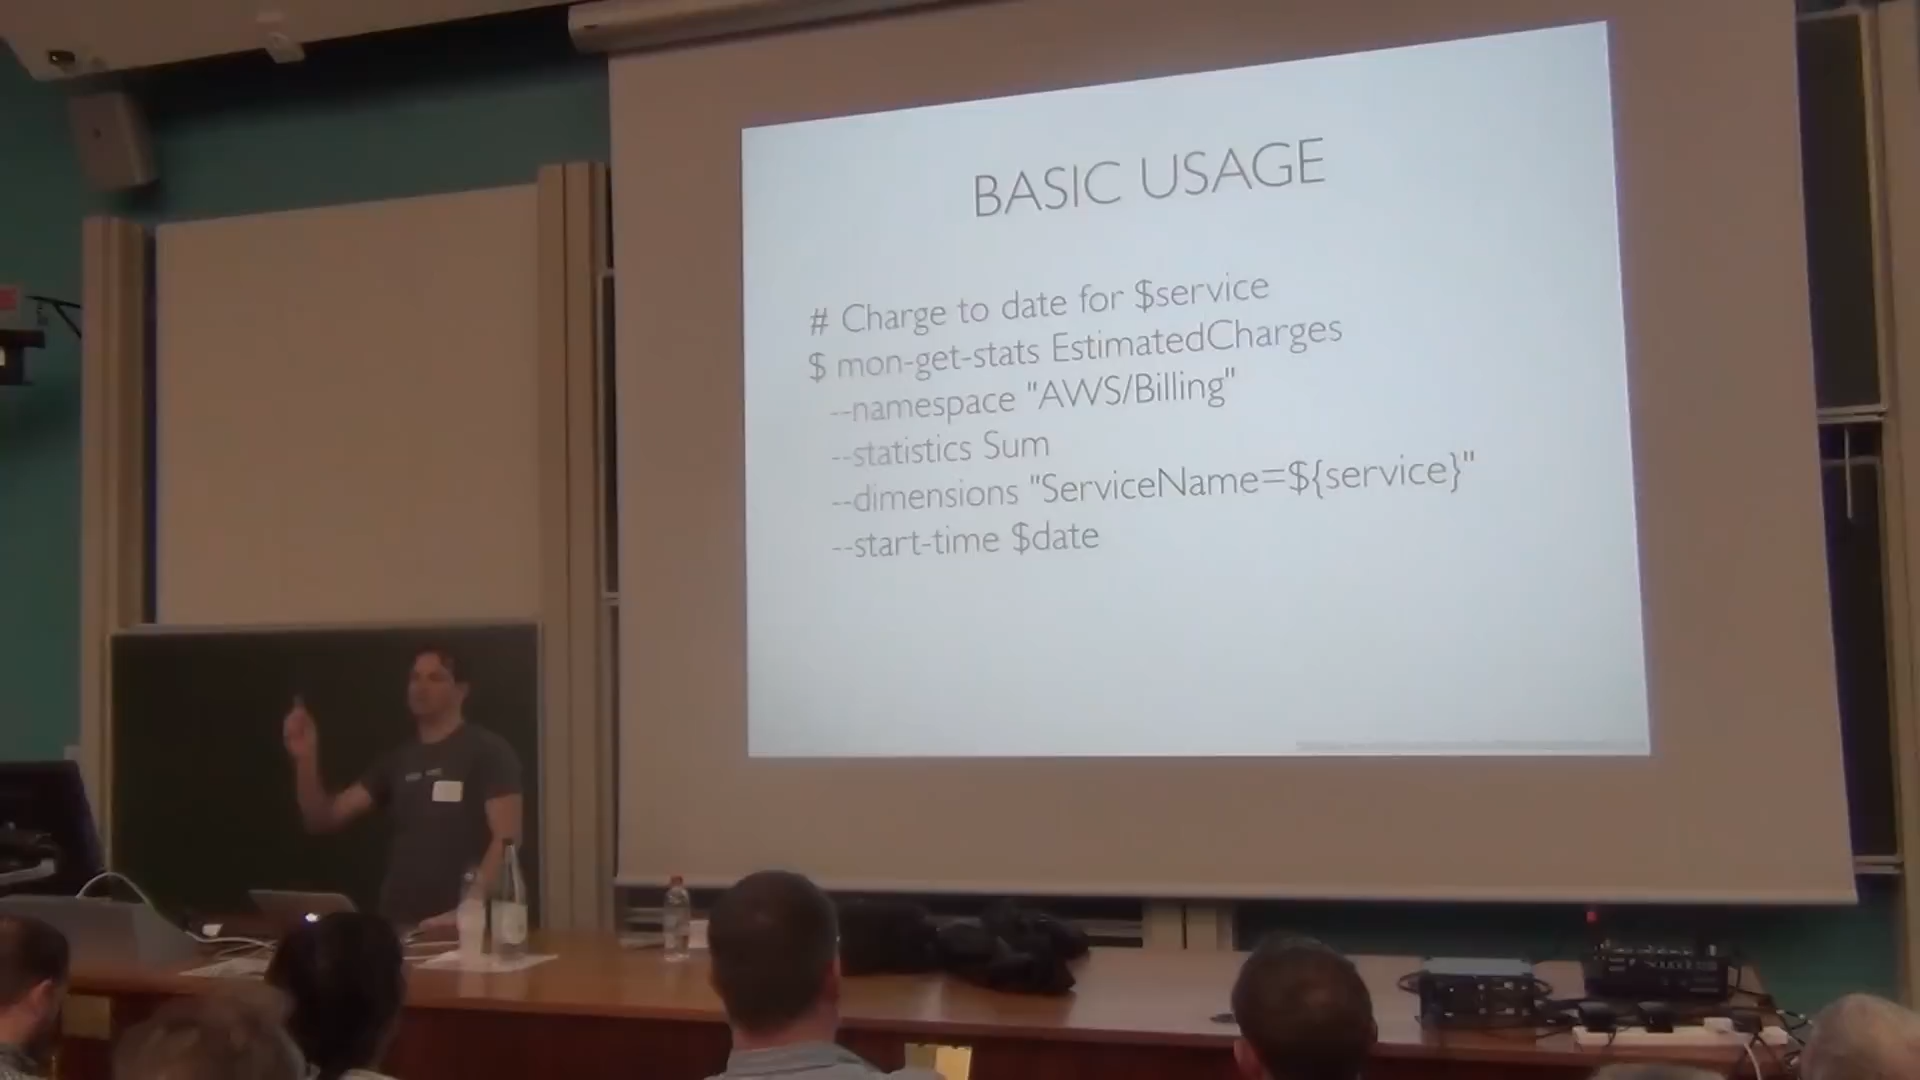 BASIC USAGE
# Charge to date for $service
$ mon-get-stats EstimatedCharges
--namespace "AWS/Billing"
--statistics Sum
--dimensions "ServiceName=${service}"
--start-time $date